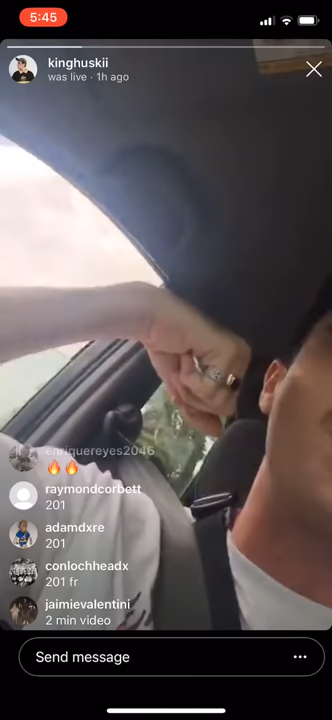 5:45
kinghuskii
was live · 1h ago
enriquereyes2046
🔥🔥
raymondcorbett
201
adamdxre
201
conlochheadx
201 fr
jaimievalentini
2 min video
Send message